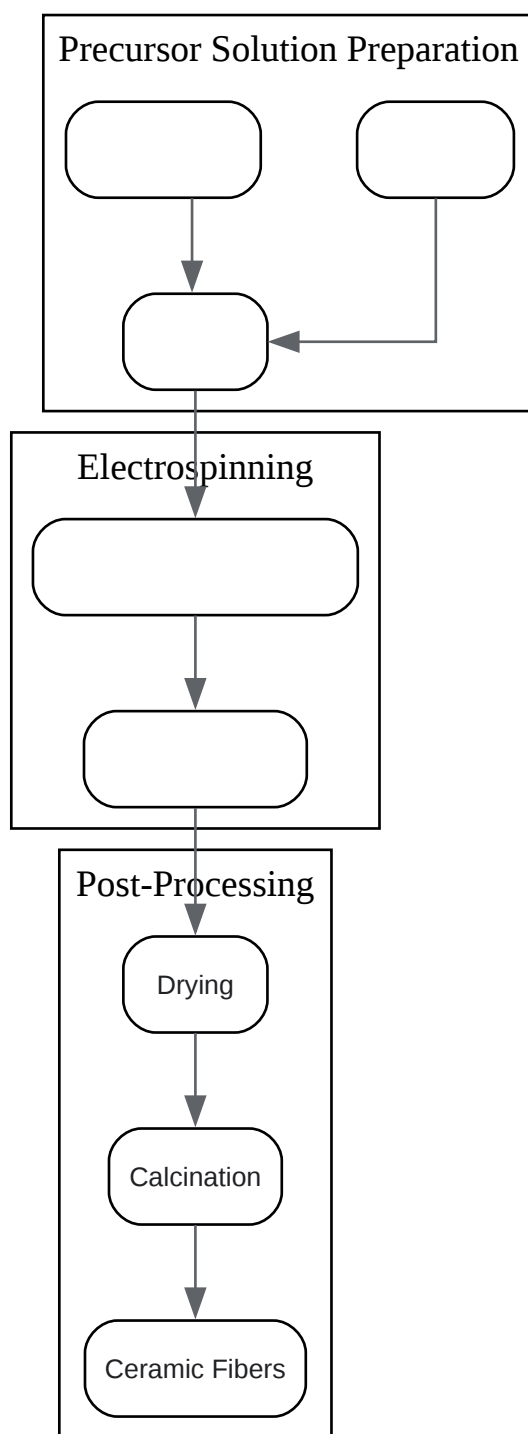 Precursor Solution Preparation
Electrospinning
Post-Processing
Drying
Calcination
Ceramic Fibers